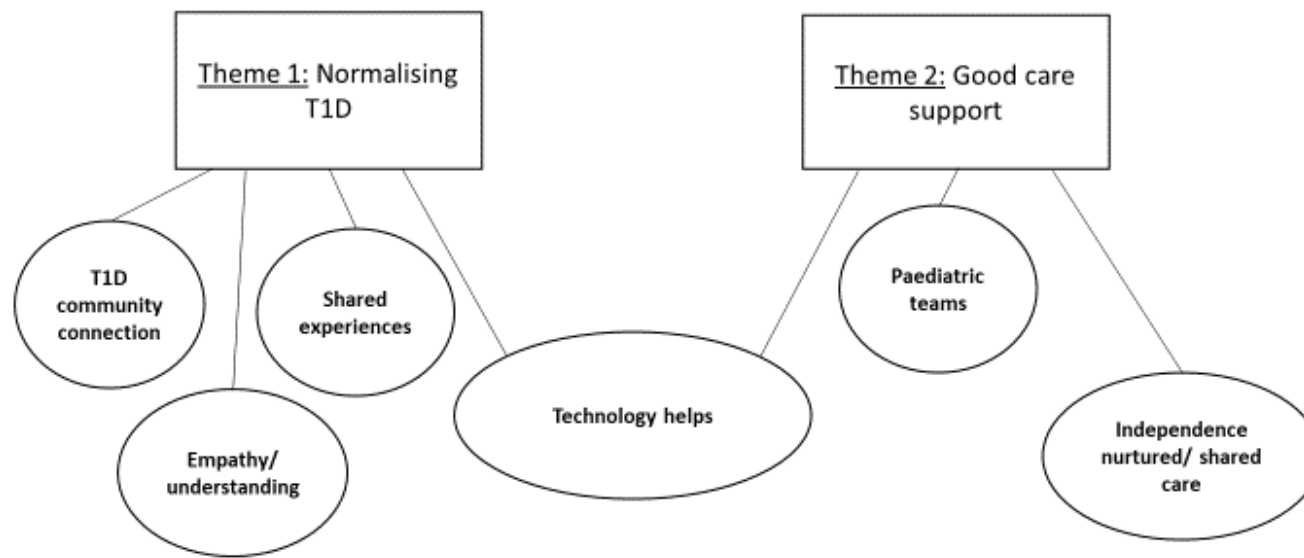 Theme 1: Normalising
T1D
Theme 2: Good care
support
T1D
community
connection
Shared
experiences
Paediatric
teams
Technology helps
Empathy/
understanding
Independence
nurtured/ shared
care